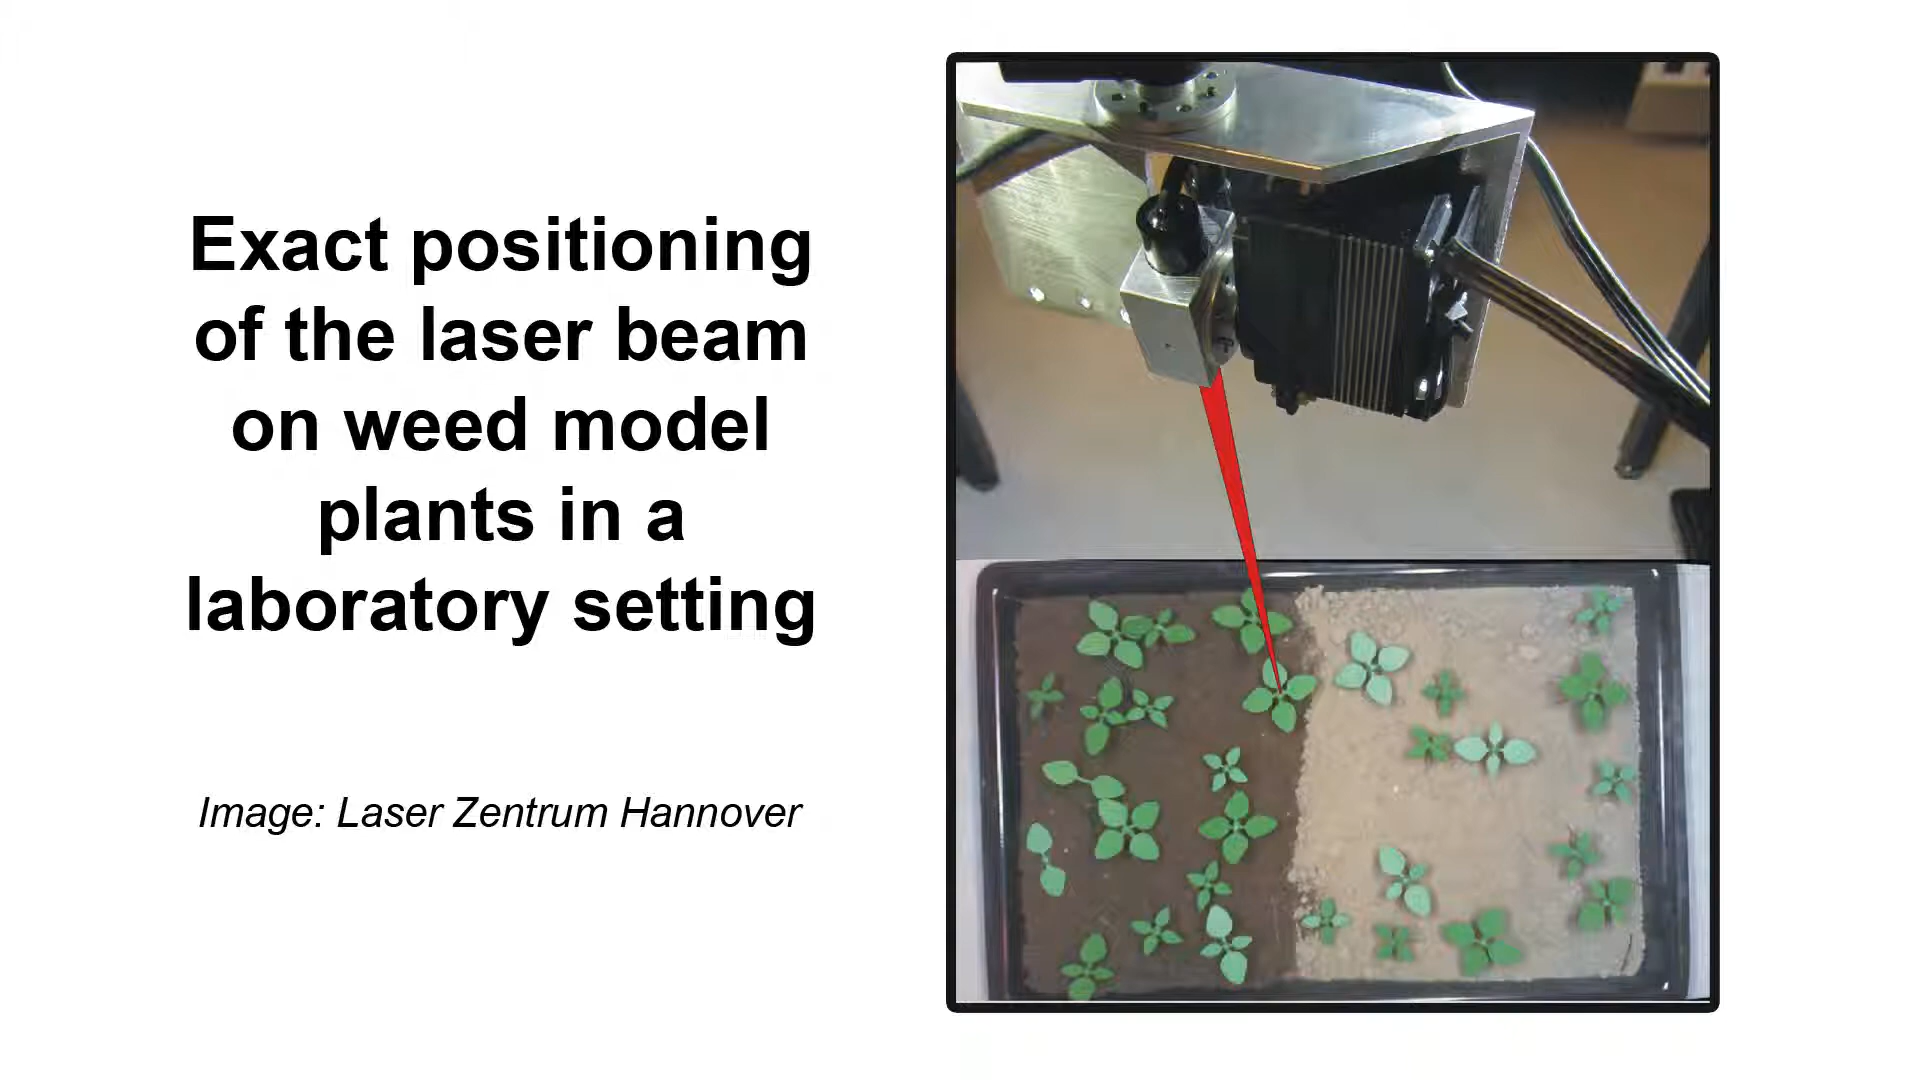 Exact positioning
of the laser beam
on weed model
plants in a
laboratory setting
Image: Laser Zentrum Hannover